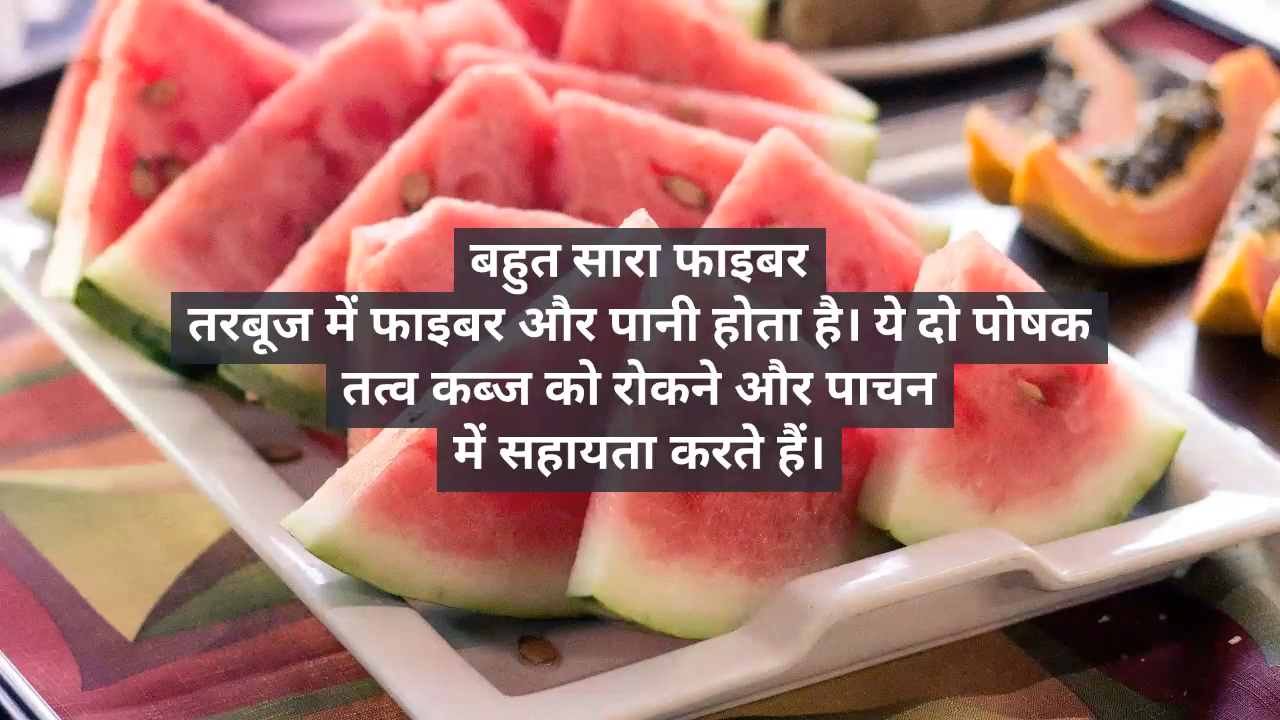 बहुत सारा फाइबर
तरबूज में फाइबर और पानी होता है। ये दो पोषक
तत्व कब्ज को रोकने और पाचन
में सहायता करते हैं।